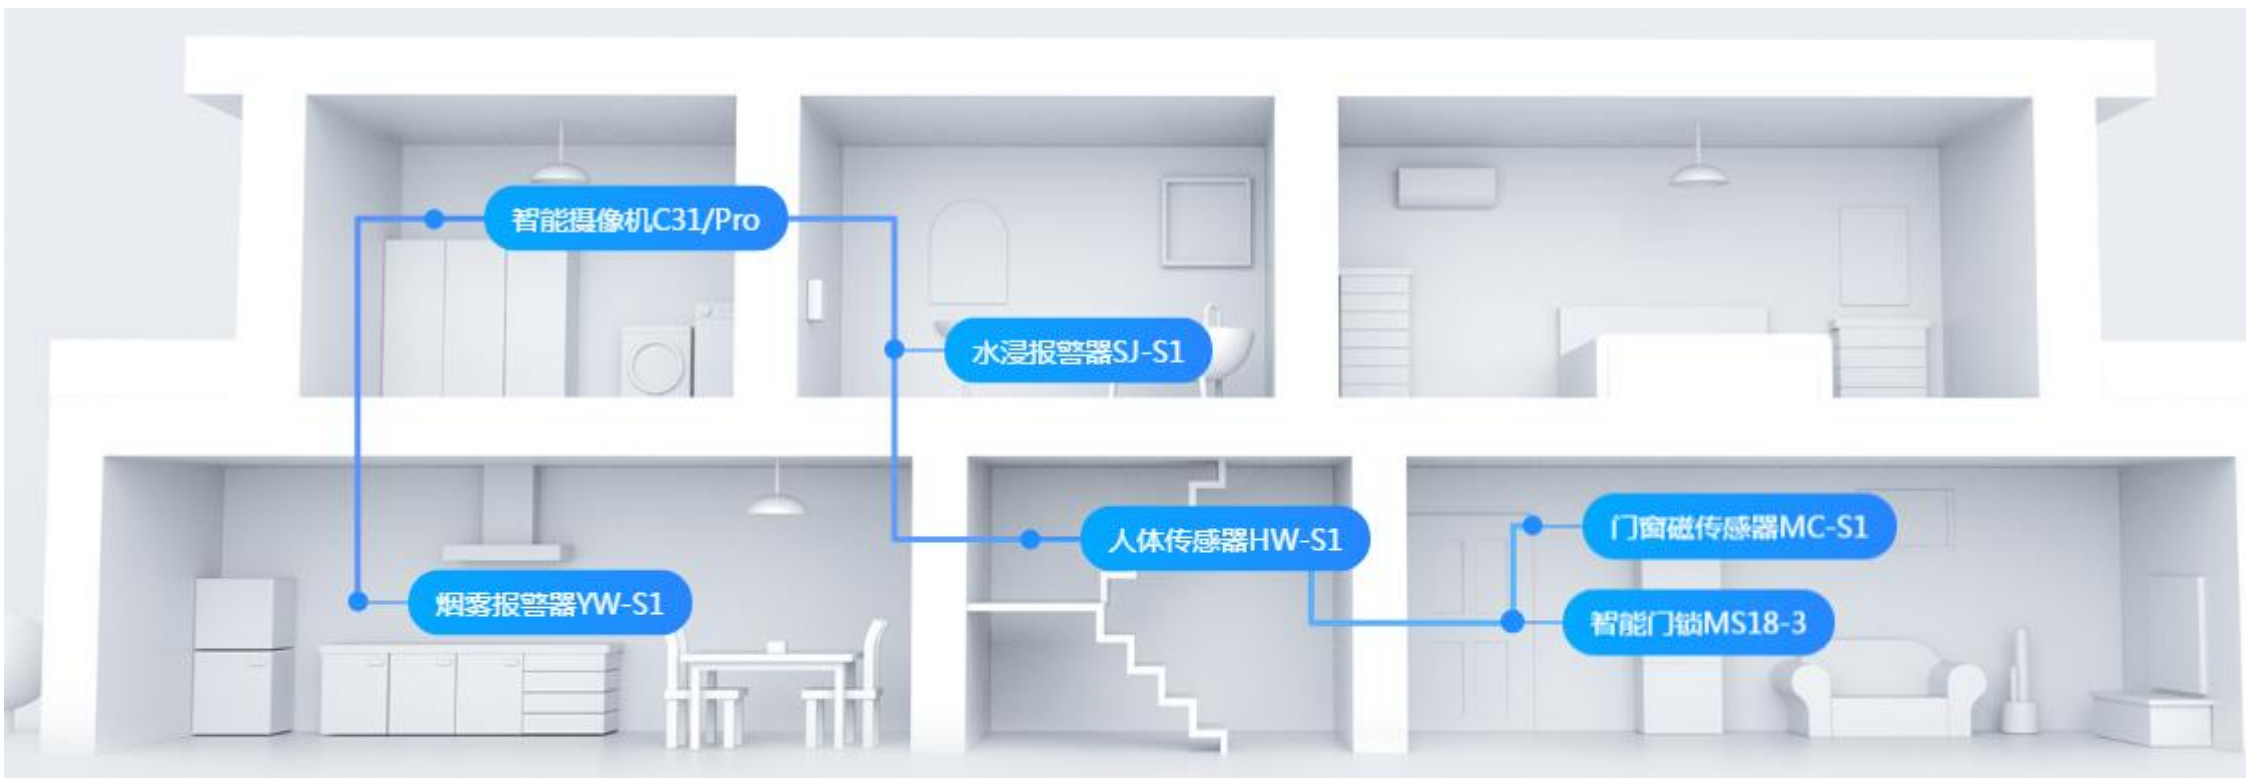 智能摄像机C31/Pro
水浸报警器SJ-S1
门窗磁传感器MC-S1
人体传感器HW-S1
烟雾报警器YW-S1
智能门锁MS18-3